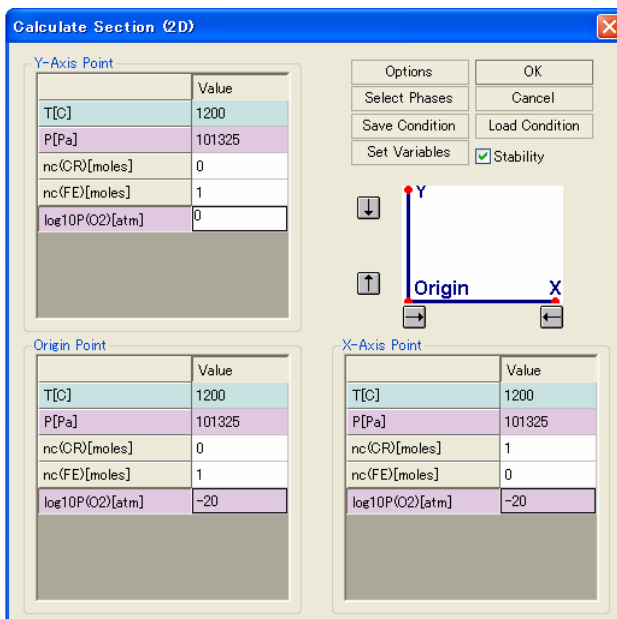 Calculate Section (2D)
Y-Axis Point
Value
T[C] 1200
P[Pa] 101325
nc(CR)[moles] 0
nc(FE)[moles] 1
log10P(O2)[atm] 0
Options OK
Select Phases Cancel
Save Condition Load Condition
Set Variables Stability
Y
Origin X
Origin Point
Value
T[C] 1200
P[Pa] 101325
nc(CR)[moles] 0
nc(FE)[moles] 1
log10P(O2)[atm] -20
X-Axis Point
Value
T[C] 1200
P[Pa] 101325
nc(CR)[moles] 1
nc(FE)[moles] 0
log10P(O2)[atm] -20